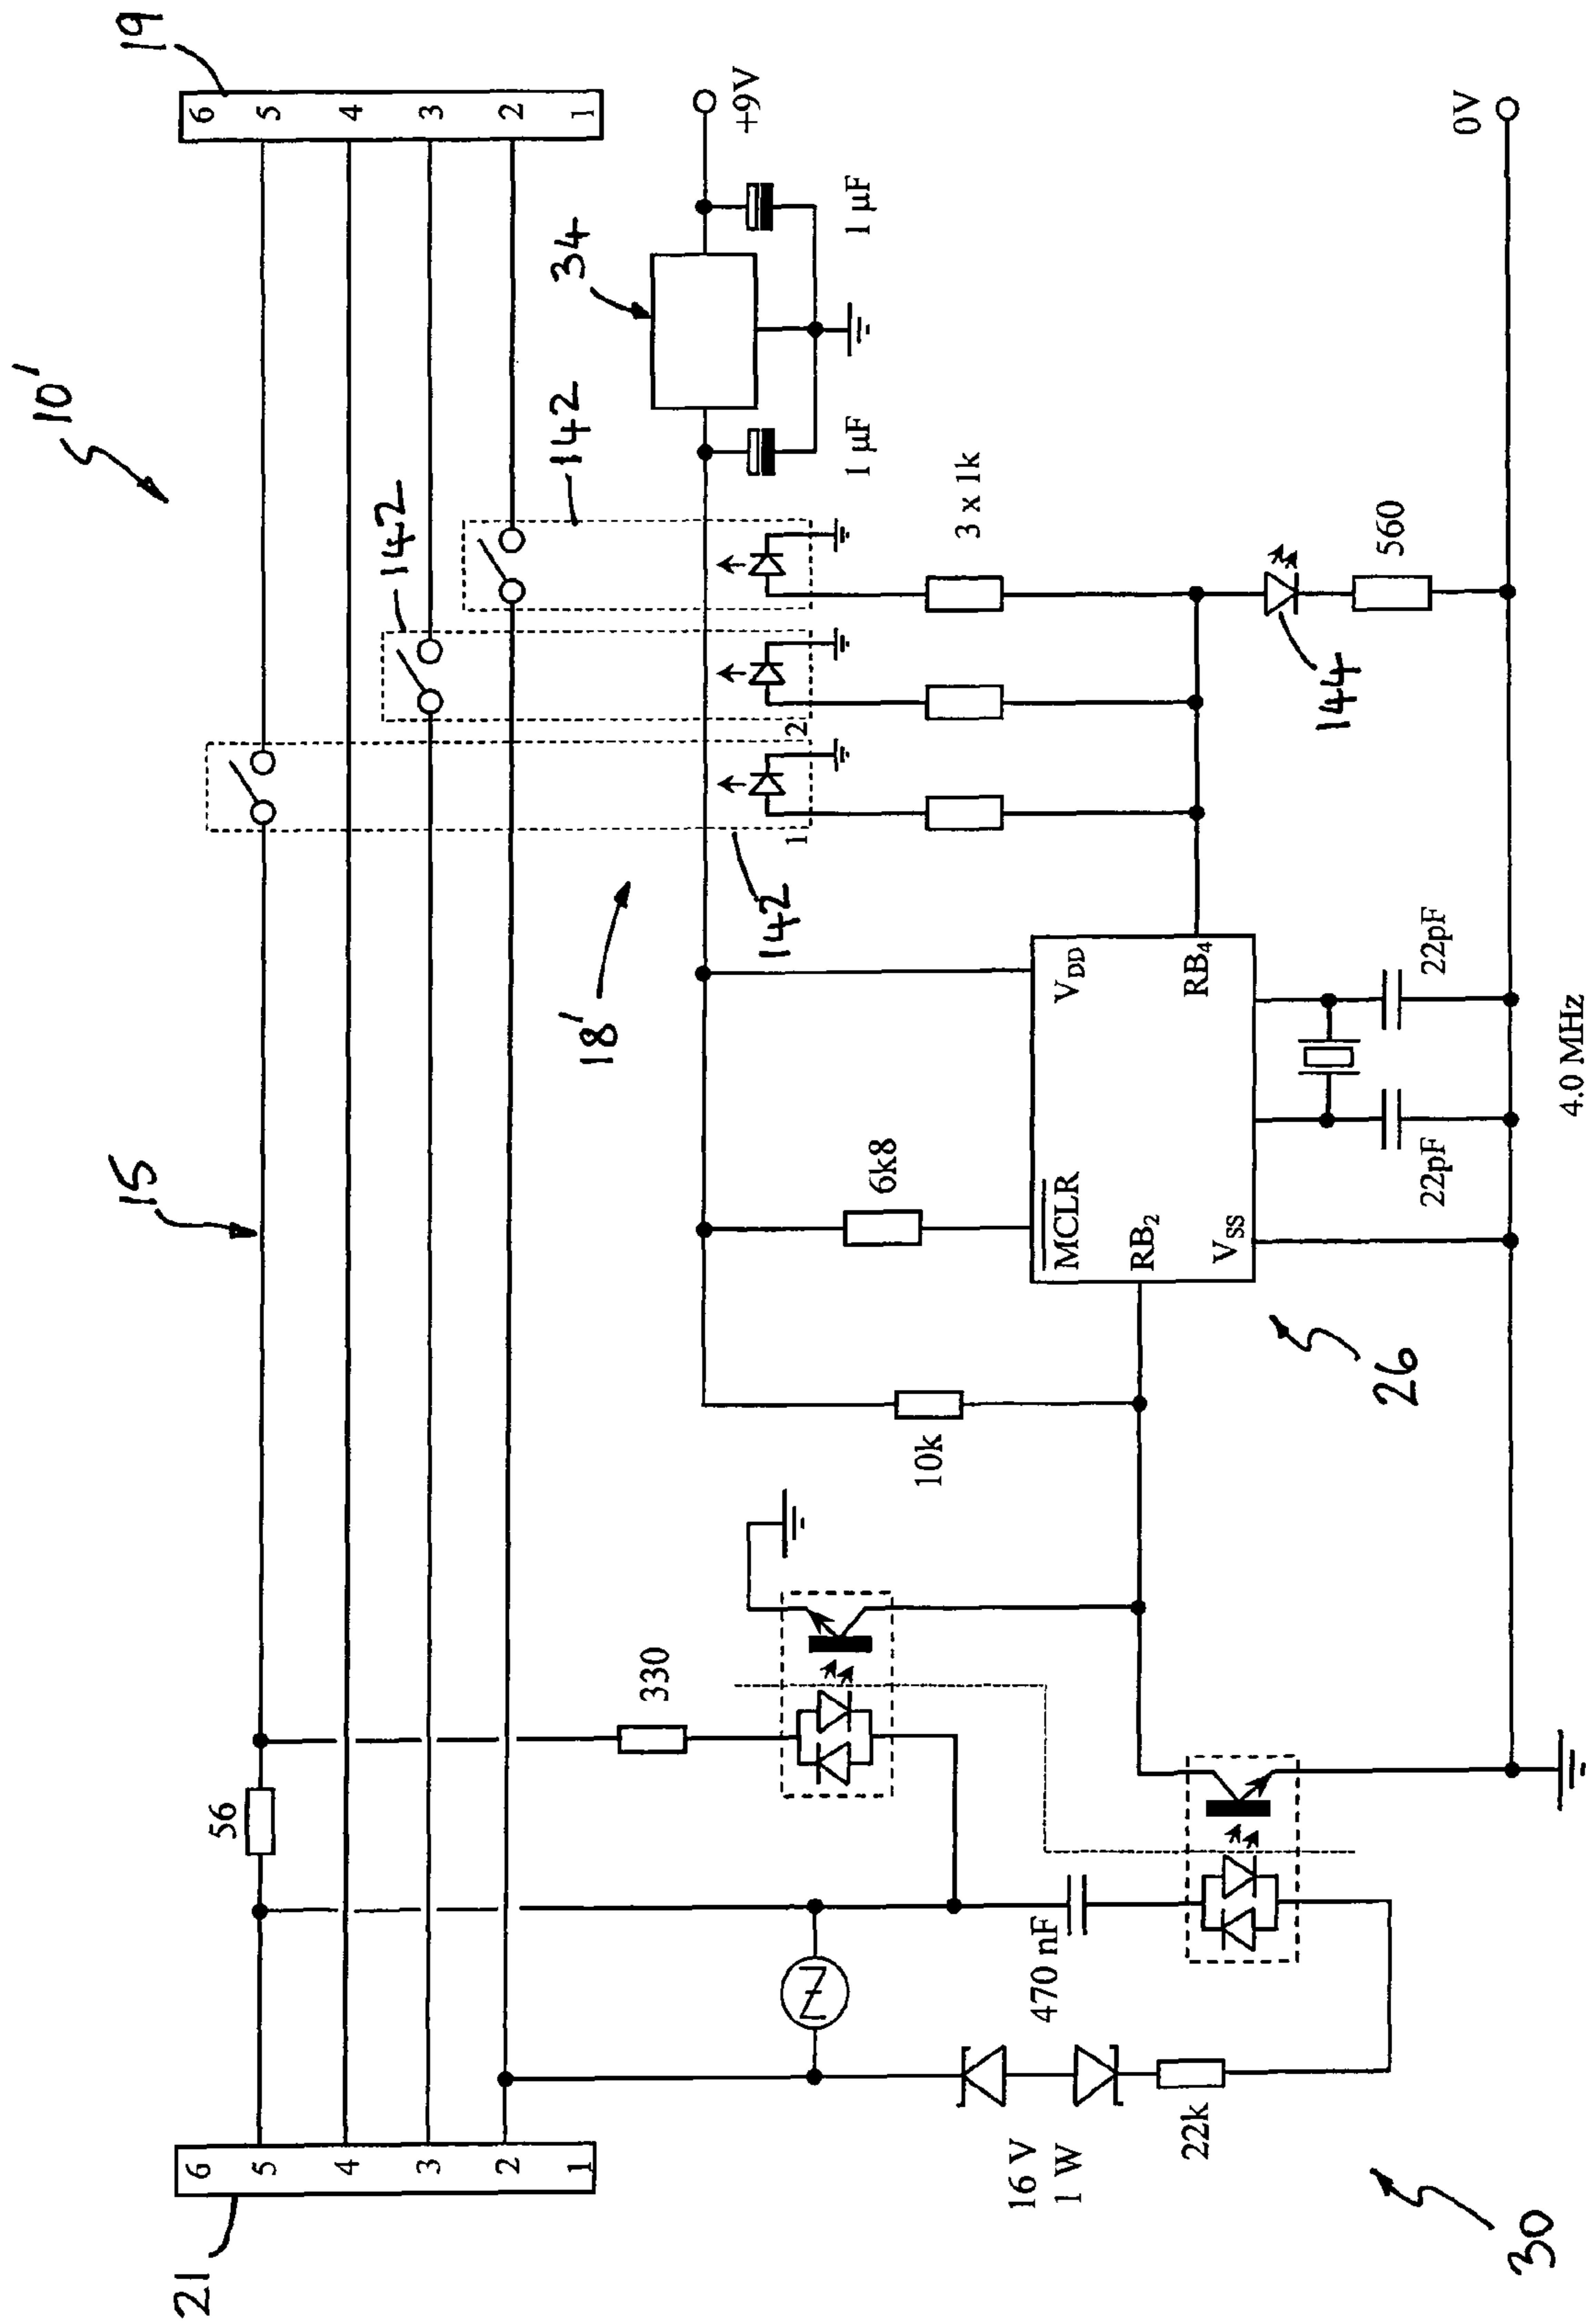 10'
15
19
21
6
5
4
3
2
1
6
5
4
3
2
1
56
330
142
142
142
18'
34
+9V
1 µF
1 µF
1
2
3 x 1k
10k
6k8
MCLR
V_DD
RB₂
RB₄
V_SS
26
22pF
22pF
4.0 MHz
144
560
0V
470 nF
16 V
1 W
22k
30